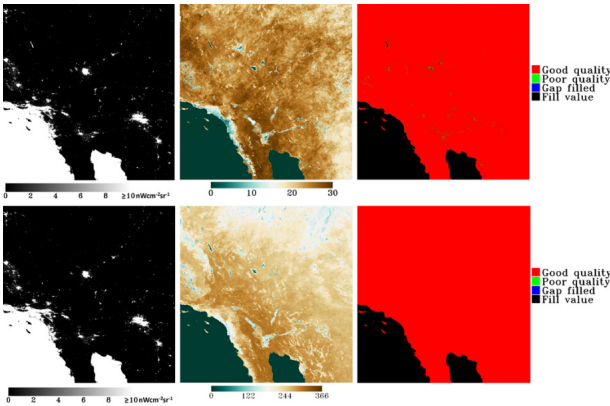 Good quality
Poor quality
Gap filled
Fill value
0 2 4 6 8 ≥10nWcm⁻²sr⁻¹
0 10 20 30
Good quality
Poor quality
Gap filled
Fill value
0 2 4 6 8 ≥10nWcm⁻²sr⁻¹
0 122 244 366